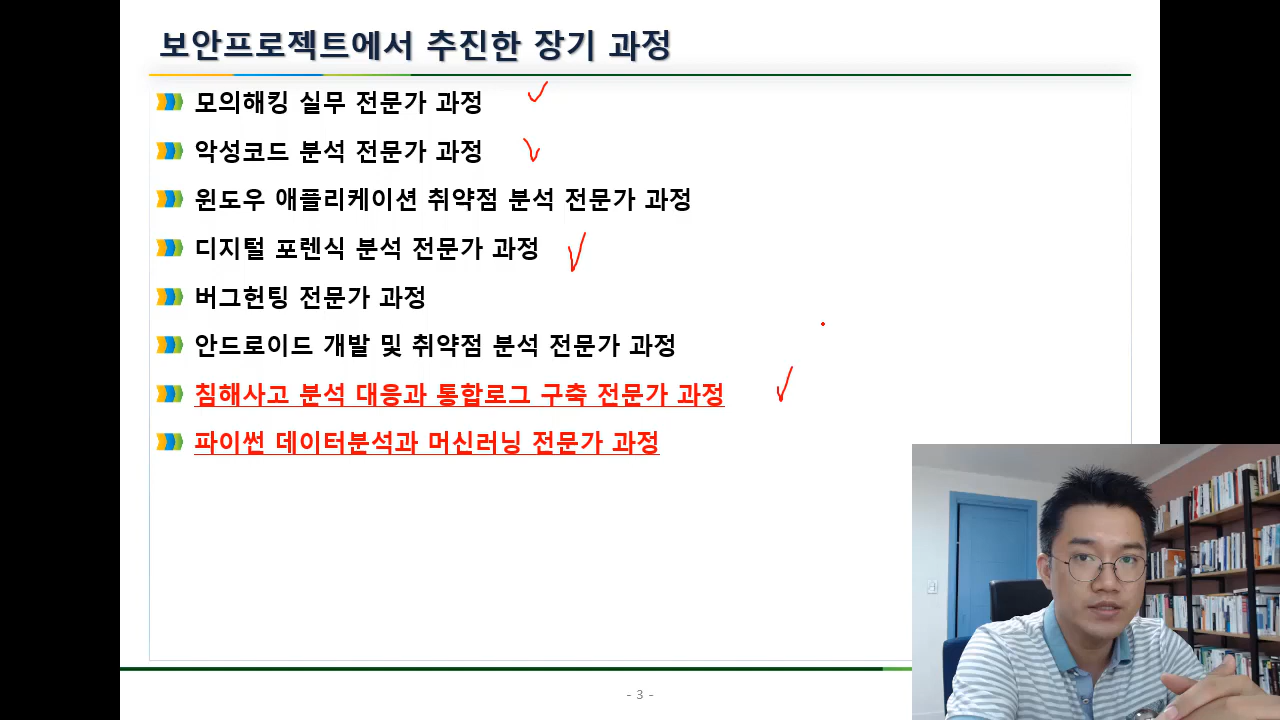 보안프로젝트에서 추진한 장기 과정
모의해킹 실무 전문가 과정
악성코드 분석 전문가 과정
윈도우 애플리케이션 취약점 분석 전문가 과정
디지털 포렌식 분석 전문가 과정
버그헌팅 전문가 과정
안드로이드 개발 및 취약점 분석 전문가 과정
침해사고 분석 대응과 통합로그 구축 전문가 과정
파이썬 데이터분석과 머신러닝 전문가 과정
- 3 -